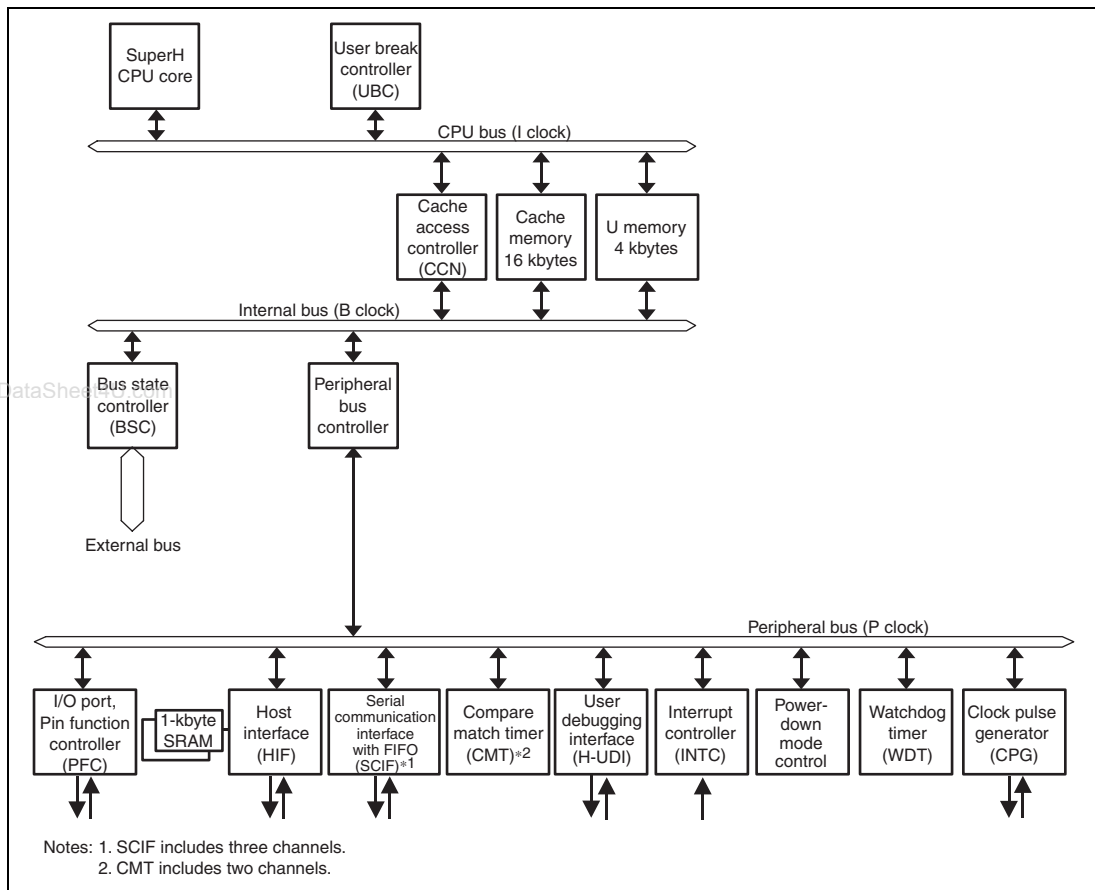 SuperH
CPU core
User break
controller
(UBC)
CPU bus (I clock)
Cache
access
controller
(CCN)
Cache
memory
16 kbytes
U memory
4 kbytes
Internal bus (B clock)
Bus state
controller
(BSC)
Peripheral
bus
controller
DataSheet4U.com
External bus
Peripheral bus (P clock)
I/O port,
Pin function
controller
(PFC)
1-kbyte
SRAM
Host
interface
(HIF)
Serial
communication
interface
with FIFO
(SCIF)*1
Compare
match timer
(CMT)*2
User
debugging
interface
(H-UDI)
Interrupt
controller
(INTC)
Power-
down
mode
control
Watchdog
timer
(WDT)
Clock pulse
generator
(CPG)
Notes: 1. SCIF includes three channels.
2. CMT includes two channels.